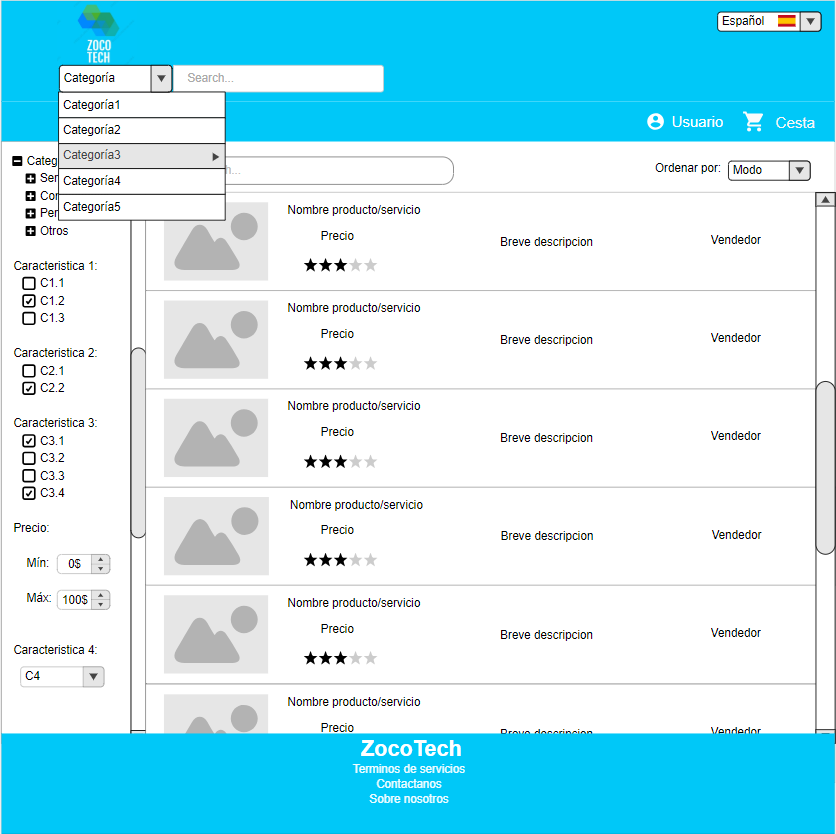 ZOCO
TECH
Español
Categoría
Search...
Categoría1
Categoría2
Categoría3
Categoría4
Categoría5
Usuario
Cesta
Ordenar por:
Modo
Otros
Caracteristica 1:
C1.1
C1.2
C1.3
Caracteristica 2:
C2.1
C2.2
Caracteristica 3:
C3.1
C3.2
C3.3
C3.4
Precio:
Mín:
0$
Máx:
100$
Caracteristica 4:
C4
Nombre producto/servicio
Precio
Breve descripcion
Vendedor
Nombre producto/servicio
Precio
Breve descripcion
Vendedor
Nombre producto/servicio
Precio
Breve descripcion
Vendedor
Nombre producto/servicio
Precio
Breve descripcion
Vendedor
Nombre producto/servicio
Precio
Breve descripcion
Vendedor
Nombre producto/servicio
Precio
Breve descripcion
Vendedor
ZocoTech
Terminos de servicios
Contactanos
Sobre nosotros